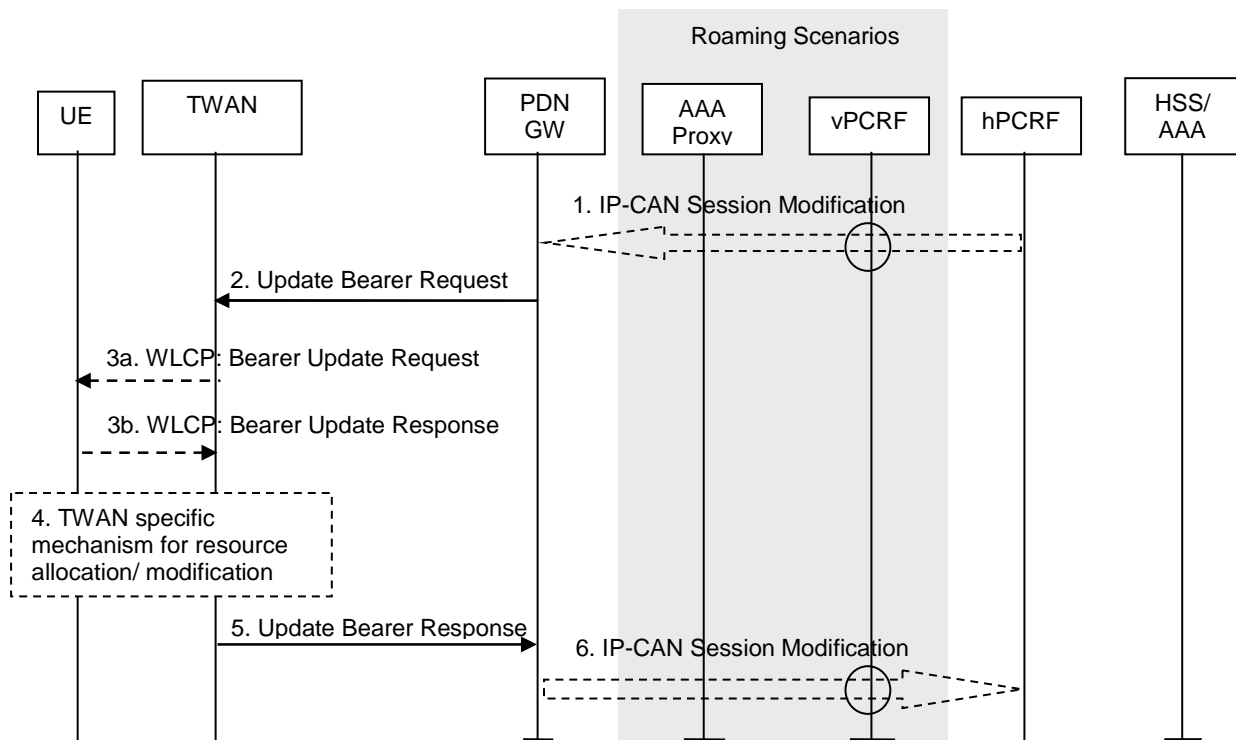 Roaming Scenarios
UE
TWAN
PDN
GW
AAA
Proxy
vPCRF
hPCRF
HSS/
AAA
1. IP-CAN Session Modification
2. Update Bearer Request
3a. WLCP: Bearer Update Request
3b. WLCP: Bearer Update Response
4. TWAN specific
mechanism for resource
allocation/ modification
5. Update Bearer Response
6. IP-CAN Session Modification